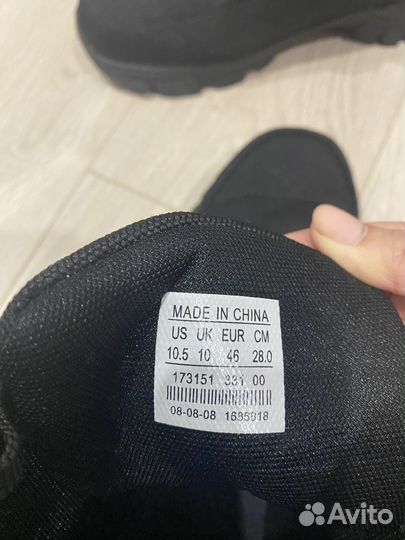 MADE IN CHINA
US UK EUR CM
10.5 10 46 28.0
173151 331 00
08-08-08 1685918
Avito